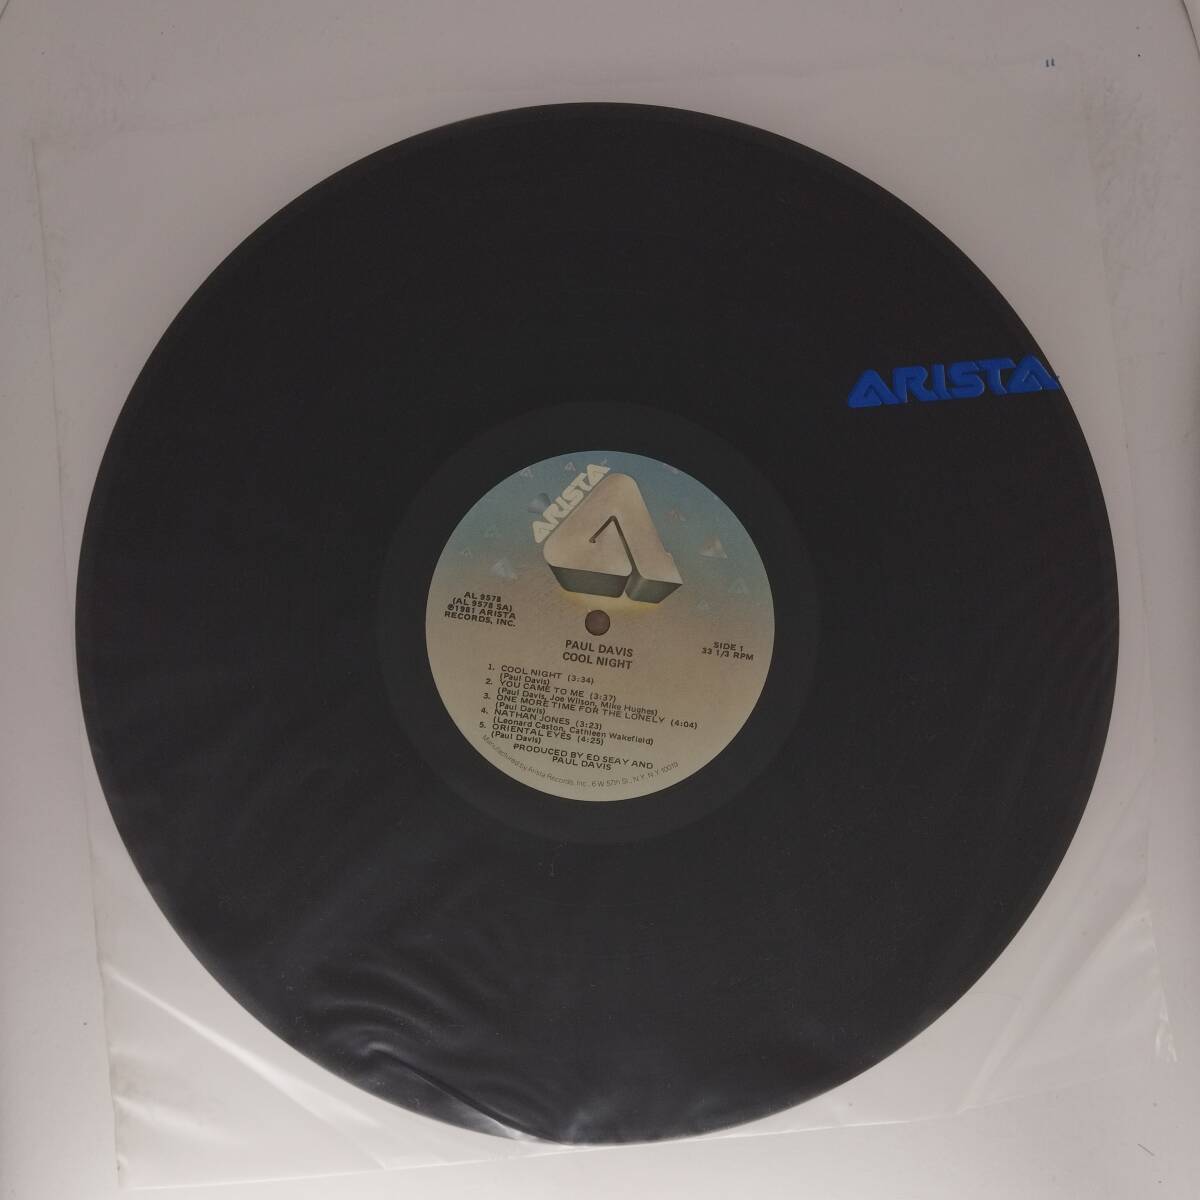 ARISTA
ARISTA
AL 9578
(AL 9578 SA)
℗1981 ARISTA
RECORDS, INC.
SIDE 1
33 1/3 RPM
PAUL DAVIS
COOL NIGHT
1. COOL NIGHT (3:34)
(Paul Davis)
2. YOU CAME TO ME (3:37)
(Paul Davis, Joe Wilson, Mike Hughes)
3. ONE MORE TIME FOR THE LONELY (4:04)
(Paul Davis)
4. NATHAN JONES (3:23)
(Leonard Caston, Cathleen Wakefield)
5. ORIENTAL EYES (4:25)
(Paul Davis)
PRODUCED BY ED SEAY AND
PAUL DAVIS
Manufactured by Arista Records, Inc., 6 W 57th St., N.Y. N.Y. 10019